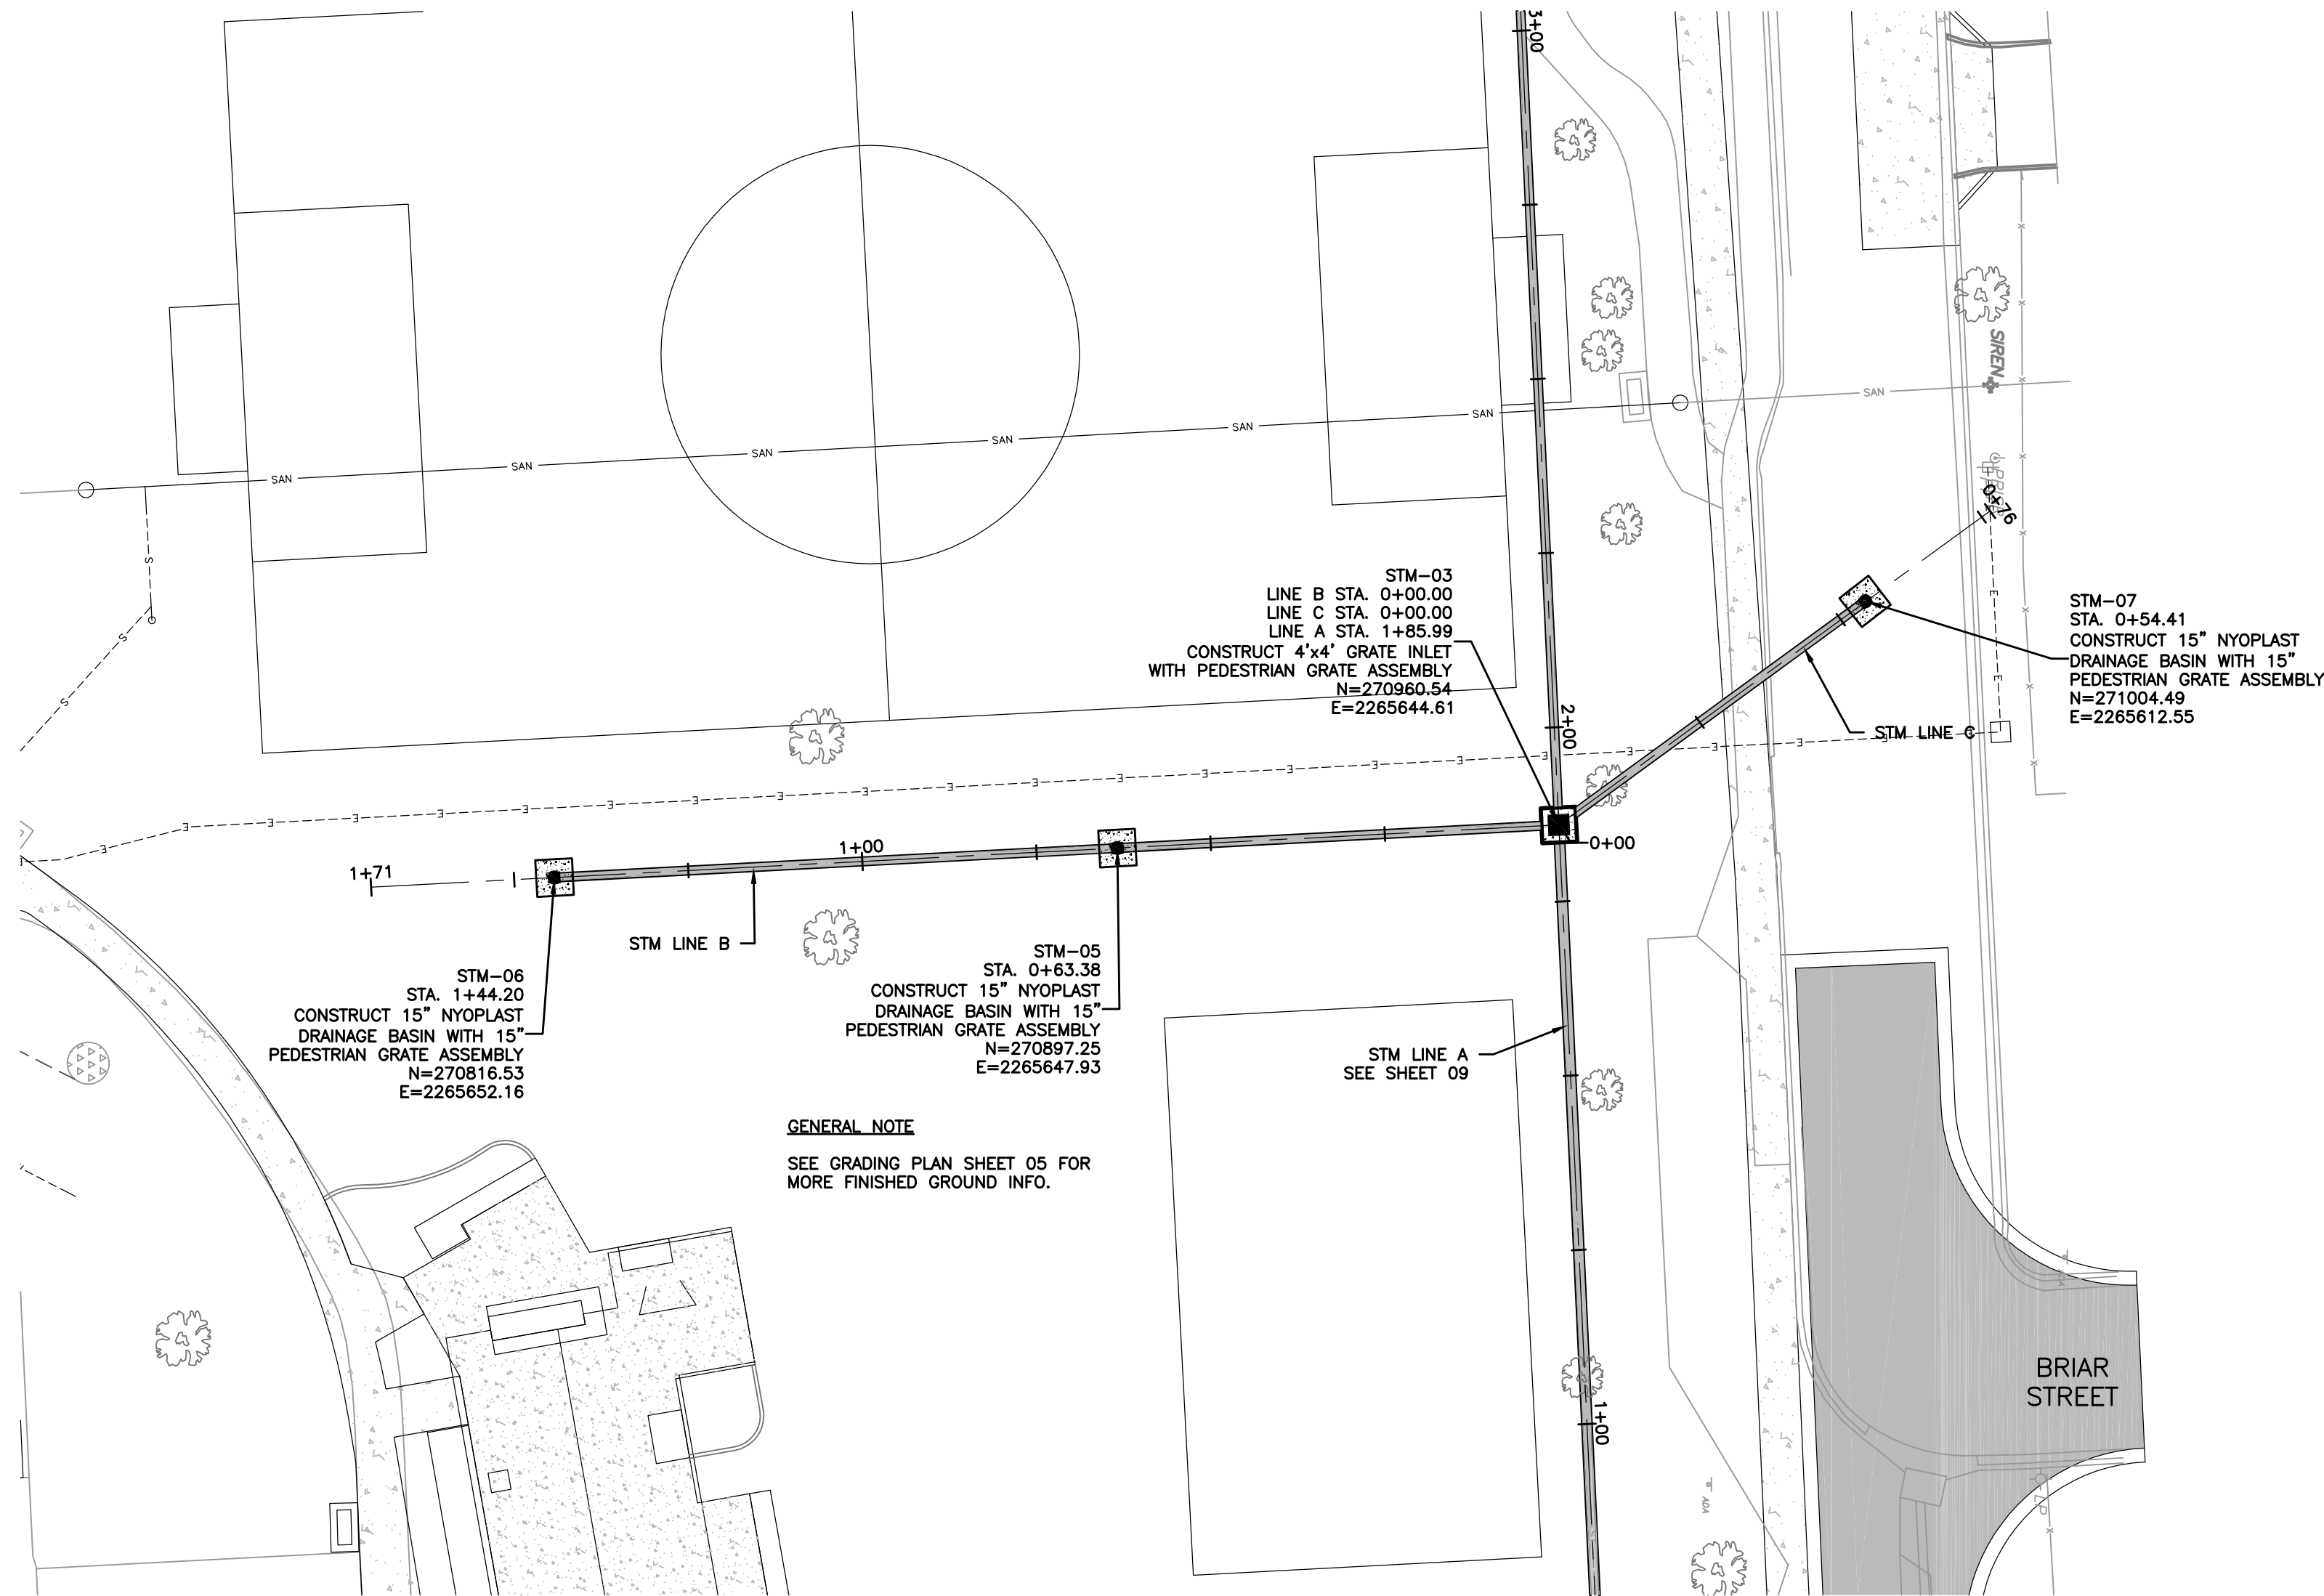 3+00
SIREN
SAN
SAN
SAN
SAN
SAN
SAN
SAN
0+76
STM-03
LINE B STA. 0+00.00
LINE C STA. 0+00.00
LINE A STA. 1+85.99
CONSTRUCT 4'x4' GRATE INLET
WITH PEDESTRIAN GRATE ASSEMBLY
N=270960.54
E=2265644.61
STM-07
STA. 0+54.41
CONSTRUCT 15" NYOPLAST
DRAINAGE BASIN WITH 15"
PEDESTRIAN GRATE ASSEMBLY
N=271004.49
E=2265612.55
2+00
STM LINE C
0+00
1+00
1+71
STM LINE B
STM-06
STA. 1+44.20
CONSTRUCT 15" NYOPLAST
DRAINAGE BASIN WITH 15"
PEDESTRIAN GRATE ASSEMBLY
N=270816.53
E=2265652.16
STM-05
STA. 0+63.38
CONSTRUCT 15" NYOPLAST
DRAINAGE BASIN WITH 15"
PEDESTRIAN GRATE ASSEMBLY
N=270897.25
E=2265647.93
STM LINE A
SEE SHEET 09
GENERAL NOTE
SEE GRADING PLAN SHEET 05 FOR
MORE FINISHED GROUND INFO.
BRIAR
STREET
1+00
ADA
LP